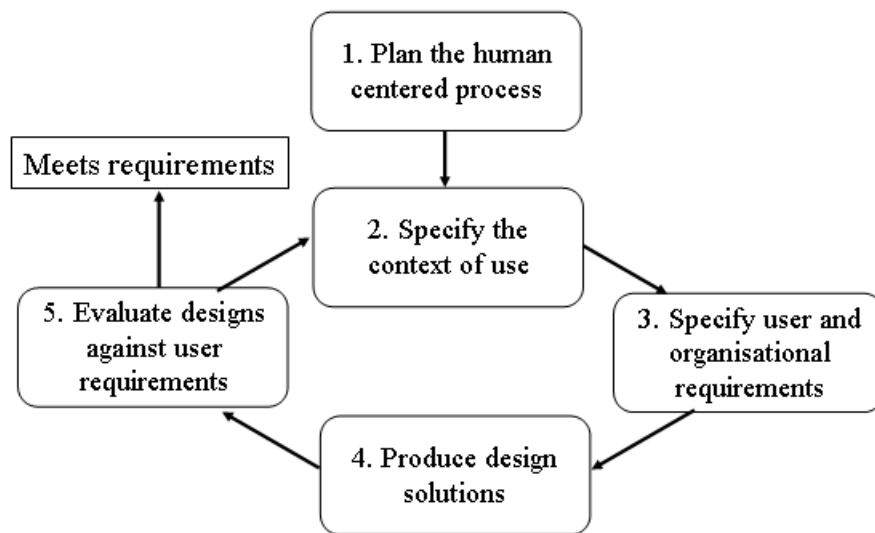 1. Plan the human
centered process
Meets requirements
2. Specify the
context of use
3. Specify user and
organisational
requirements
4. Produce design
solutions
5. Evaluate designs
against user
requirements